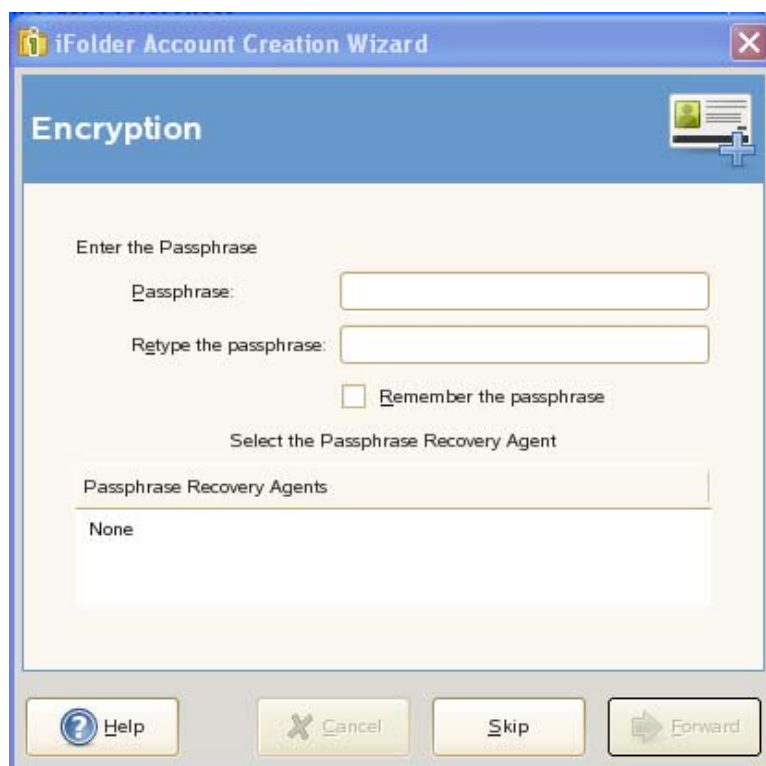 iFolder Account Creation Wizard
Encryption
Enter the Passphrase
Passphrase:
Retype the passphrase:
Remember the passphrase
Select the Passphrase Recovery Agent
Passphrase Recovery Agents
None
Help
Cancel
Skip
Forward